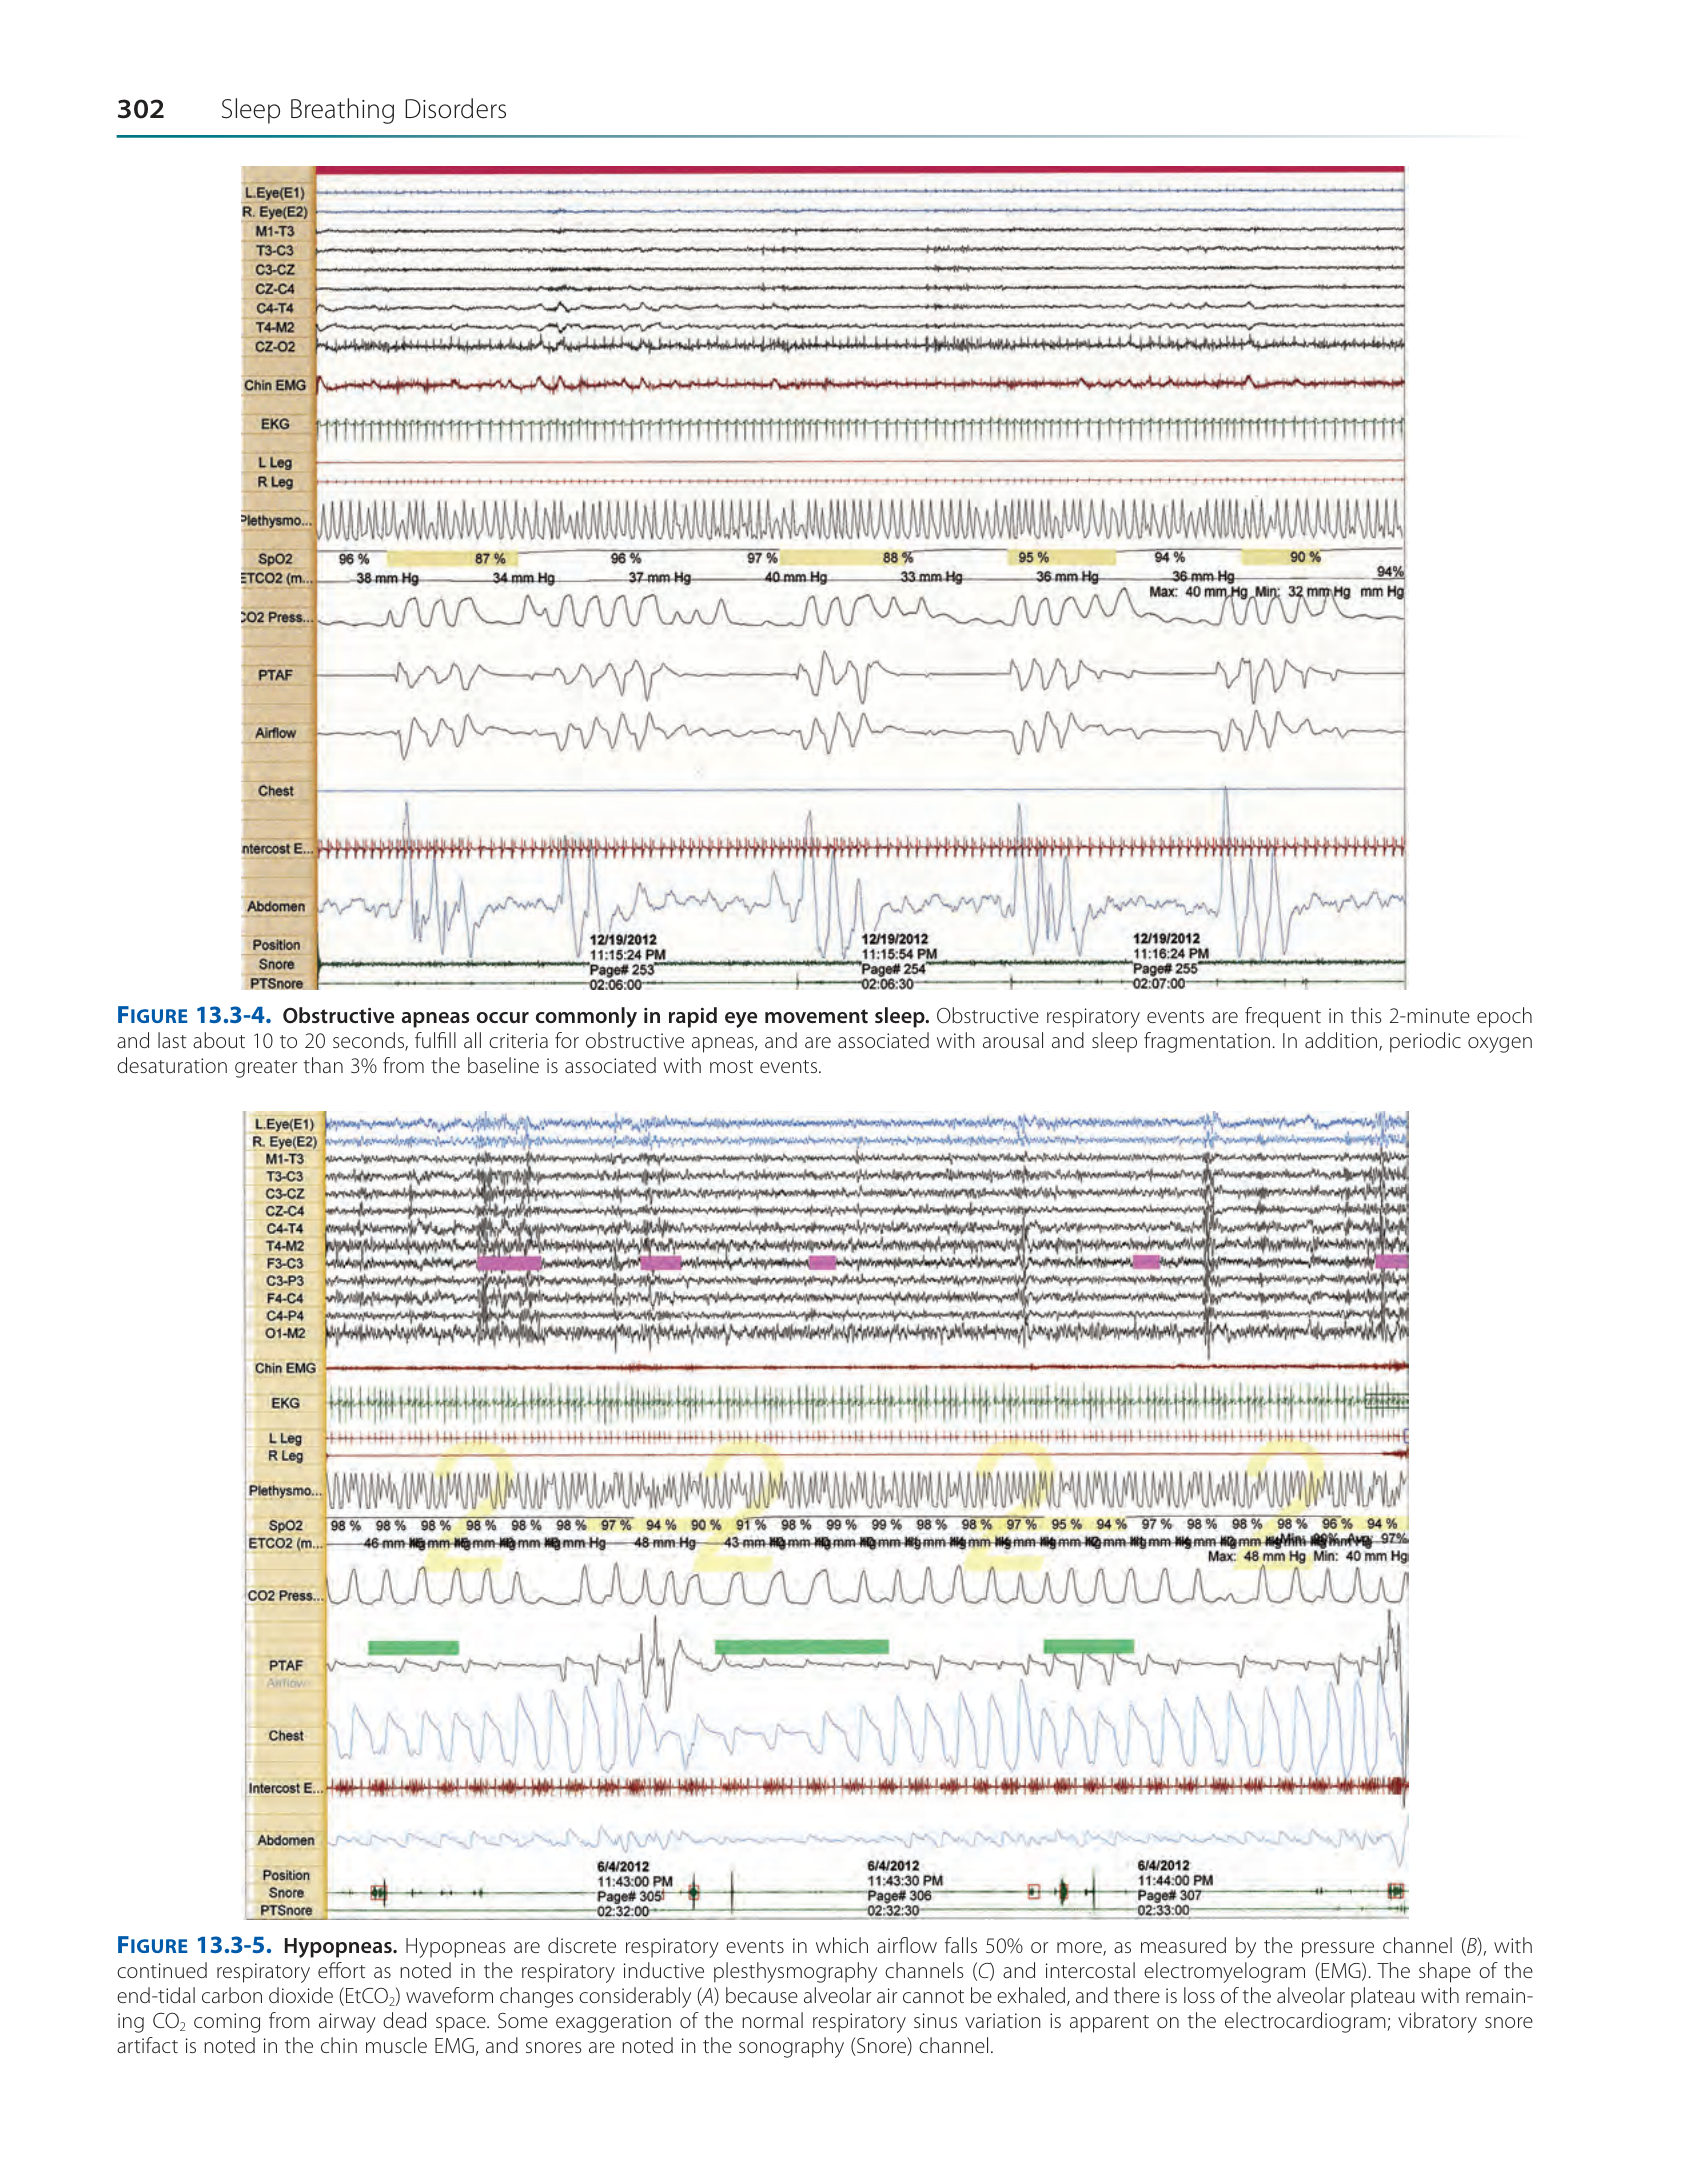 302 Sleep Breathing Disorders
L.Eye(E1)
R. Eye(E2)
M1-T3
T3-C3
C3-CZ
CZ-C4
C4-T4
T4-M2
CZ-O2
Chin EMG
EKG
L Leg
R Leg
Plethysmo...
SpO2 96 % 87 % 96 % 97 % 88 % 95 % 94 % 90 %
ETCO2 (m... 38 mm Hg 34 mm Hg 37 mm Hg 40 mm Hg 33 mm Hg 36 mm Hg 36 mm Hg 94%
Max: 40 mm Hg Min: 32 mm Hg mm Hg
CO2 Press...
PTAF
Airflow
Chest
ntercost E...
Abdomen
Position 12/19/2012 12/19/2012 12/19/2012
11:15:24 PM 11:15:54 PM 11:16:24 PM
Snore Page# 253 Page# 254 Page# 255
PTSnore 02:06:00 02:06:30 02:07:00
FIGURE 13.3-4. Obstructive apneas occur commonly in rapid eye movement sleep. Obstructive respiratory events are frequent in this 2-minute epoch
and last about 10 to 20 seconds, fulfill all criteria for obstructive apneas, and are associated with arousal and sleep fragmentation. In addition, periodic oxygen
desaturation greater than 3% from the baseline is associated with most events.
L.Eye(E1)
R. Eye(E2)
M1-T3
T3-C3
C3-CZ
CZ-C4
C4-T4
T4-M2
F3-C3
C3-P3
F4-C4
C4-P4
O1-M2
Chin EMG
EKG
L Leg
R Leg
2 2 2 2
Plethysmo...
SpO2 98 % 98 % 98 % 98 % 98 % 98 % 97 % 94 % 90 % 91 % 98 % 99 % 99 % 98 % 98 % 97 % 95 % 94 % 97 % 98 % 98 % 98 % 96 % 94 %
ETCO2 (m... 46 mm mm mm mm mm Hg 48 mm Hg 43 mm mm mm mm mm mm mm mm mm mm mm mm 97%
Max: 48 mm Hg Min: 40 mm Hg
CO2 Press...
PTAF
Airflow
Chest
Intercost E...
Abdomen
6/4/2012 6/4/2012 6/4/2012
Position 11:43:00 PM 11:43:30 PM 11:44:00 PM
Snore Page# 305 Page# 306 Page# 307
PTSnore 02:32:00 02:32:30 02:33:00
FIGURE 13.3-5. Hypopneas. Hypopneas are discrete respiratory events in which airflow falls 50% or more, as measured by the pressure channel (B), with
continued respiratory effort as noted in the respiratory inductive plesthysmography channels (C) and intercostal electromyelogram (EMG). The shape of the
end-tidal carbon dioxide (EtCO₂) waveform changes considerably (A) because alveolar air cannot be exhaled, and there is loss of the alveolar plateau with remain-
ing CO₂ coming from airway dead space. Some exaggeration of the normal respiratory sinus variation is apparent on the electrocardiogram; vibratory snore
artifact is noted in the chin muscle EMG, and snores are noted in the sonography (Snore) channel.